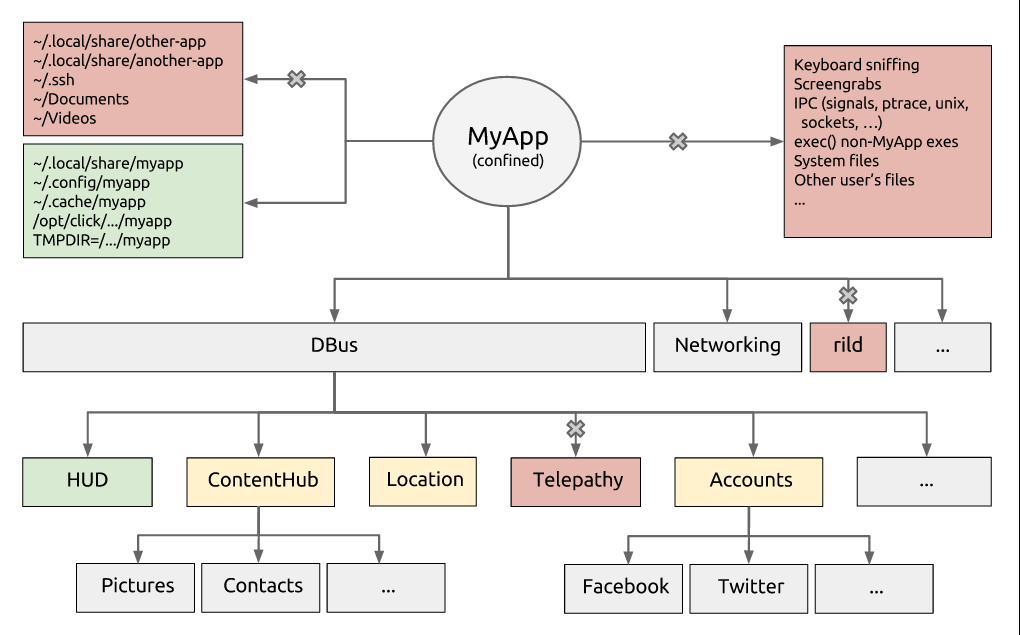 ~/.local/share/other-app
~/.local/share/another-app
~/.ssh
~/Documents
~/Videos
~/.local/share/myapp
~/.config/myapp
~/.cache/myapp
/opt/click/.../myapp
TMPDIR=/.../myapp
MyApp
(confined)
Keyboard sniffing
Screengrabs
IPC (signals, ptrace, unix,
sockets, …)
exec() non-MyApp exes
System files
Other user’s files
...
DBus
Networking
rild
...
HUD
ContentHub
Location
Telepathy
Accounts
...
Pictures
Contacts
...
Facebook
Twitter
...